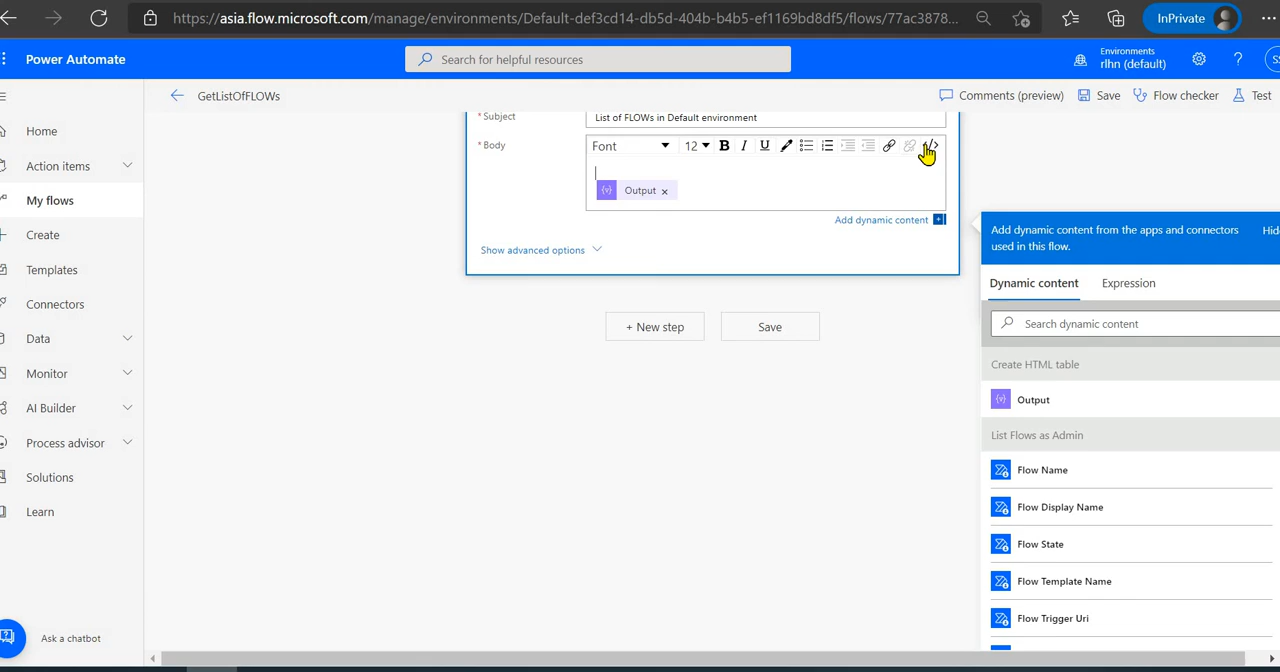 https://asia.flow.microsoft.com/manage/environments/Default-def3cd14-db5d-404b-b4b5-ef1169bd8df5/flows/77ac3878...
InPrivate
Power Automate
Search for helpful resources
Environments
rlhn (default)
?
GetListOfFLOWs
Comments (preview)
Save
Flow checker
Test
Home
Action items
My flows
Create
Templates
Connectors
Data
Monitor
AI Builder
Process advisor
Solutions
Learn
Ask a chatbot
* Subject
List of FLOWs in Default environment
* Body
Font
12
B
I
U
</>
{v} Output ×
Add dynamic content +
Show advanced options
+ New step
Save
Add dynamic content from the apps and connectors
used in this flow.
Dynamic content
Expression
Search dynamic content
Create HTML table
{v} Output
List Flows as Admin
Flow Name
Flow Display Name
Flow State
Flow Template Name
Flow Trigger Uri